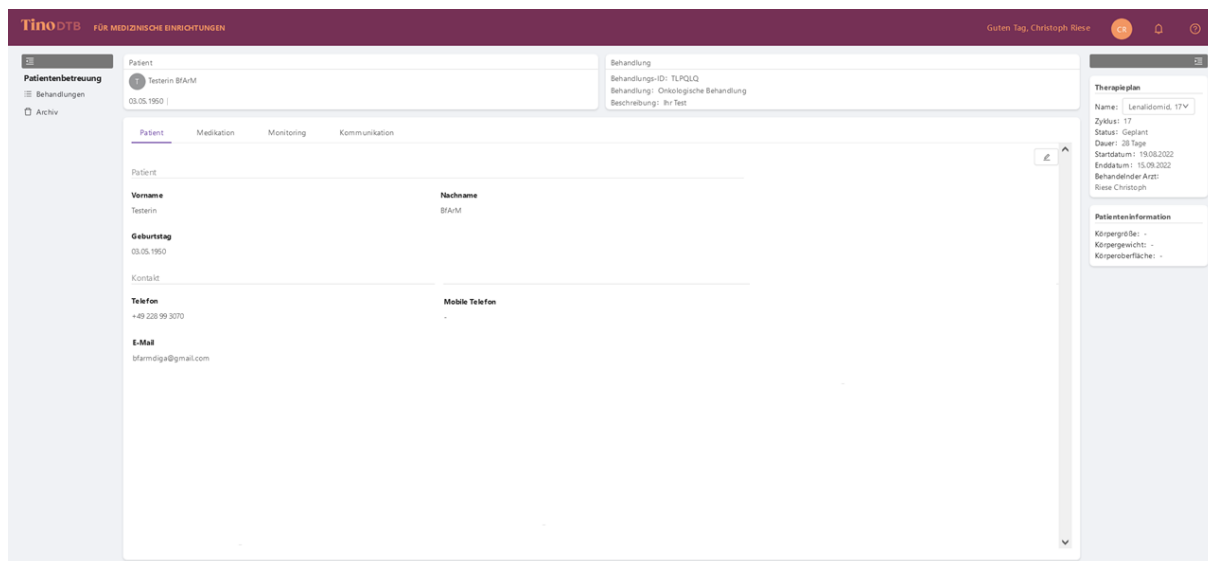 Tino DTB FÜR MEDIZINISCHE EINRICHTUNGEN
Guten Tag, Christoph Riese
CR
Patientenbetreuung
Behandlungen
Archiv
Patient
T Testerin BfArM
03.05.1950 |
Behandlung
Behandlungs-ID: TLPQLQ
Behandlung: Onkologische Behandlung
Beschreibung: Ihr Test
Patient Medikation Monitoring Kommunikation
Patient
Vorname Nachname
Testerin BfArM
Geburtstag
03.05.1950
Kontakt
Telefon Mobile Telefon
+49 228 99 3070 -
E-Mail
bfarmdiga@gmail.com
Therapieplan
Name: Lenalidomid, 17
Zyklus: 17
Status: Geplant
Dauer: 28 Tage
Startdatum: 19.08.2022
Enddatum: 15.09.2022
Behandelnder Arzt:
Riese Christoph
Patienteninformation
Körpergröße: -
Körpergewicht: -
Körperoberfläche: -